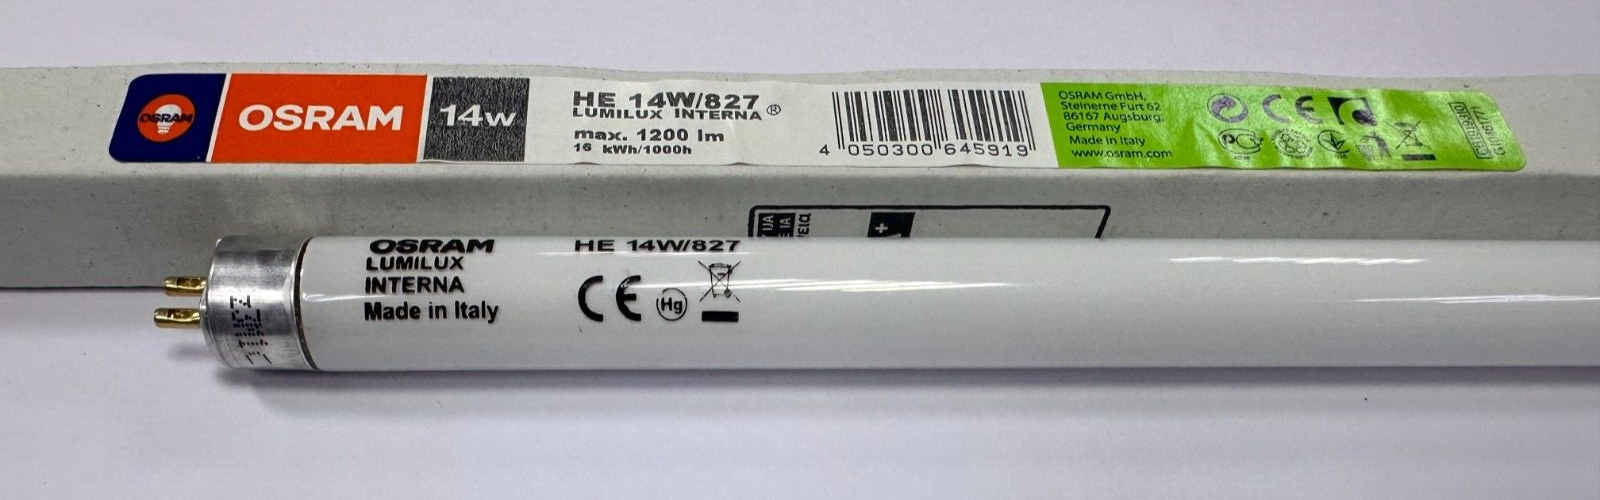 OSRAM
OSRAM
14w
HE 14W/827
LUMILUX INTERNA ®
max. 1200 lm
16 kWh/1000h
4 050300 645919
OSRAM GmbH,
Steinerne Furt 62
86167 Augsburg,
Germany
Made in Italy
www.osram.com
CE
A+
OSRAM
LUMILUX
INTERNA
Made in Italy
HE 14W/827
CE
Hg